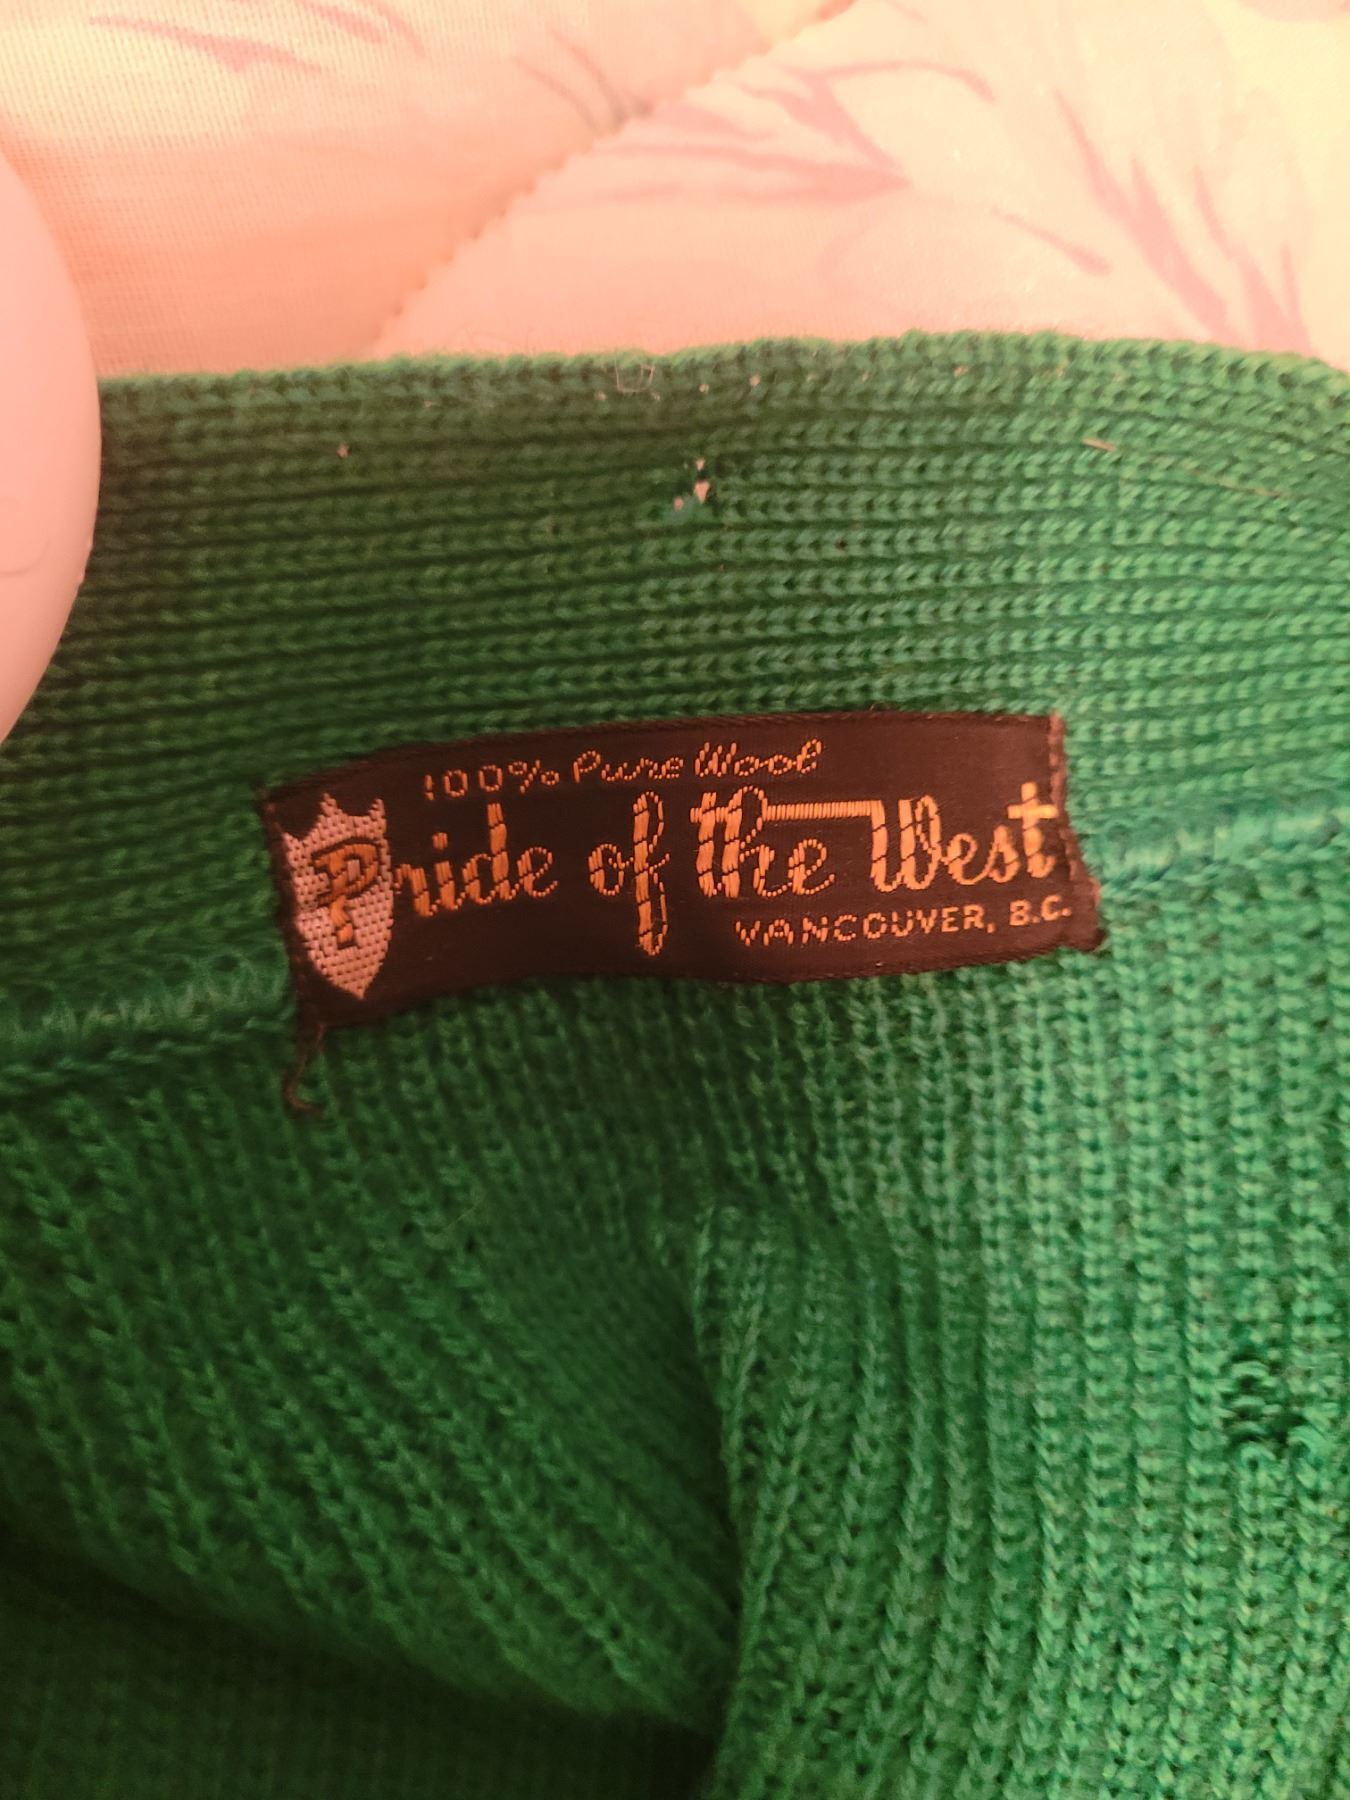 100% Pure Wool
Pride of the West
VANCOUVER, B.C.